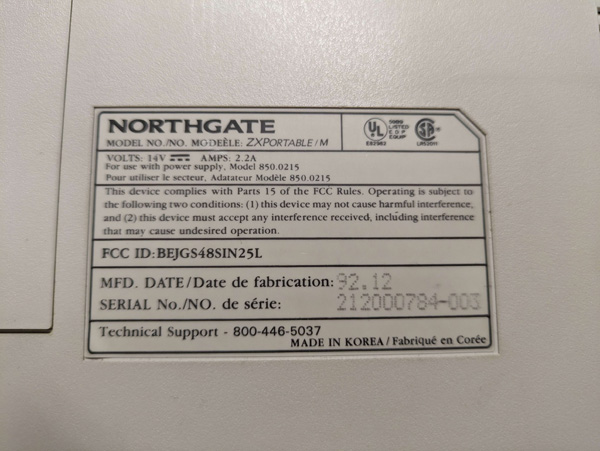 NORTHGATE
MODEL NO./NO. MODEÈLE: ZXPORTABLE/M
UL
LISTED
E D P
EQUIP
VOLTS: 14V AMPS: 2.2A
For use with power supply, Model 850.0215
Pour utiliser le secteur, Adatateur Modèle 850.0215
This device complies with Parts 15 of the FCC Rules. Operating is subject to
the following two conditions: (1) this device may not cause harmful interference,
and (2) this device must accept any interference received, including interference
that may cause undesired operation.
FCC ID:BEJGS48SIN25L
MFD. DATE/Date de fabrication: 92.12
SERIAL No./NO. de série: 212000784-003
Technical Support - 800-446-5037
MADE IN KOREA / Fabriqué en Corée